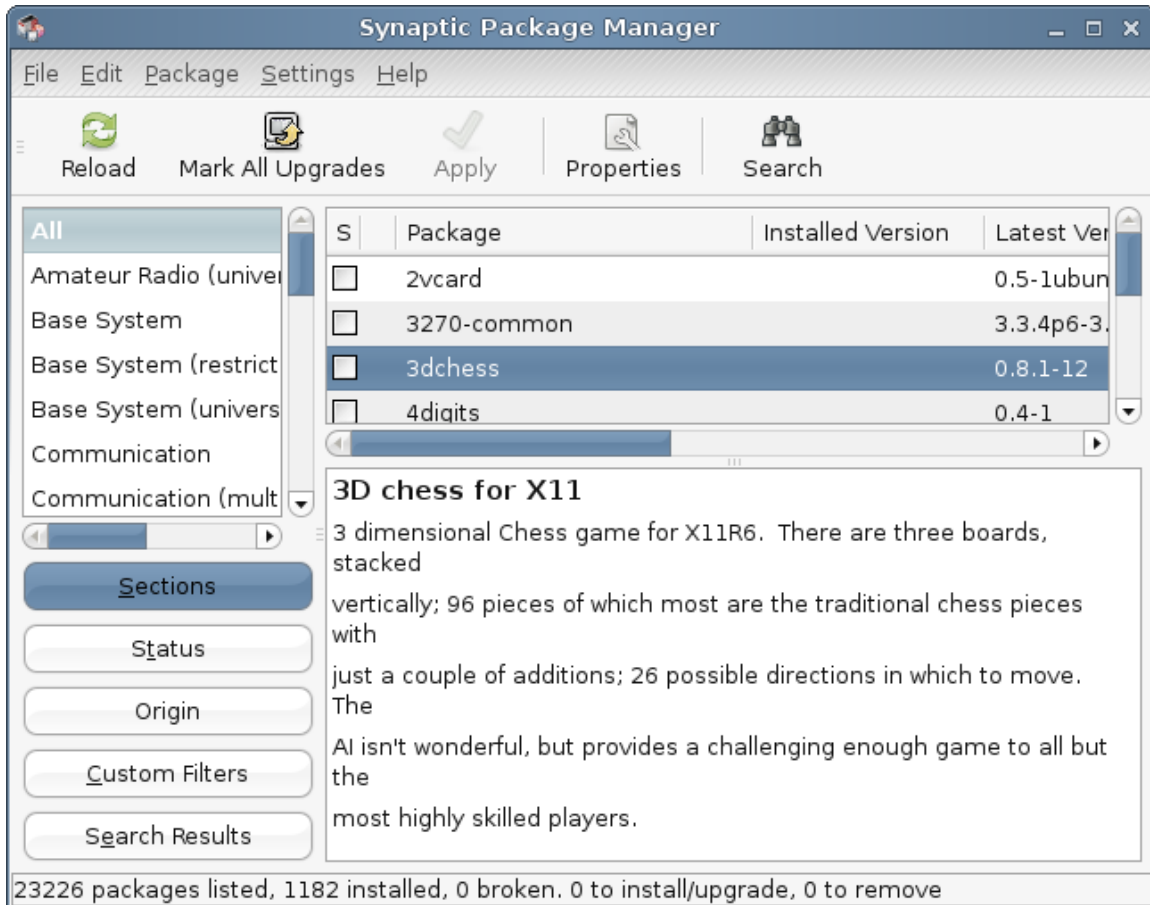 Synaptic Package Manager
File Edit Package Settings Help
Reload Mark All Upgrades Apply Properties Search
All
Amateur Radio (univer
Base System
Base System (restrict
Base System (univers
Communication
Communication (mult
Sections
Status
Origin
Custom Filters
Search Results
S Package Installed Version Latest Ver
2vcard 0.5-1ubun
3270-common 3.3.4p6-3.
3dchess 0.8.1-12
4digits 0.4-1
3D chess for X11
3 dimensional Chess game for X11R6.  There are three boards,
stacked
vertically; 96 pieces of which most are the traditional chess pieces
with
just a couple of additions; 26 possible directions in which to move.
The
AI isn't wonderful, but provides a challenging enough game to all but
the
most highly skilled players.
23226 packages listed, 1182 installed, 0 broken. 0 to install/upgrade, 0 to remove